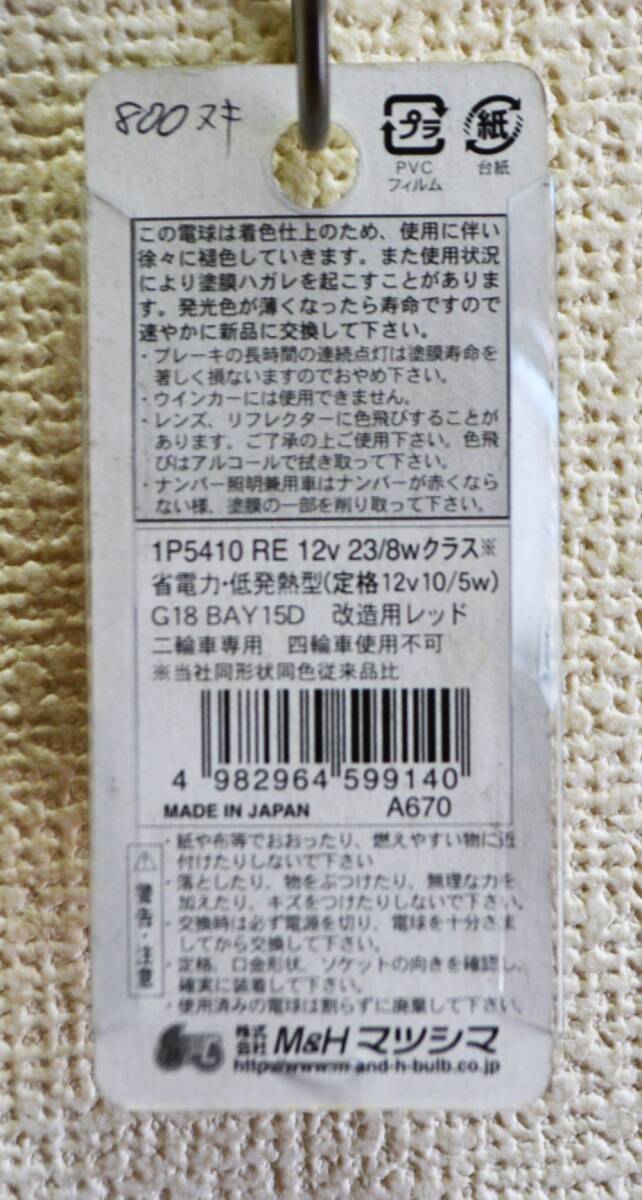 800ヌキ
プラ
紙
PVC
フィルム
台紙
この電球は着色仕上のため、使用に伴い
徐々に褪色していきます。また使用状況
により塗膜ハガレを起こすことがありま
す。発光色が薄くなったら寿命ですので
速やかに新品に交換して下さい。
・ブレーキの長時間の連続点灯は塗膜寿命を
著しく損ないますのでおやめ下さい。
・ウインカーには使用できません。
・レンズ、リフレクターに色飛びすることが
あります。ご了承の上ご使用下さい。色飛
びはアルコールで拭き取って下さい。
・ナンバー照明兼用車はナンバーが赤くなら
ない様、塗膜の一部を削り取って下さい。
1P5410 RE 12v 23/8wクラス※
省電力・低発熱型(定格12v10/5w)
G18 BAY15D 改造用レッド
二輪車専用 四輪車使用不可
※当社同形状同色従来品比
4 982964 599140
MADE IN JAPAN A670
警告・注意
・紙や布等でおおったり、燃えやすい物に近
付けたりしないで下さい
・落としたり、物をぶつけたり、無理な力を
加えたり、キズをつけたりしないで下さい。
・交換時は必ず電源を切り、電球を十分さま
してから交換して下さい。
・定格、口金形状、ソケットの向きを確認し、
確実に装着して下さい。
・使用済みの電球は割らずに廃棄して下さい。
株式会社 M&H マツシマ
http://www.m-and-h-bulb.co.jp